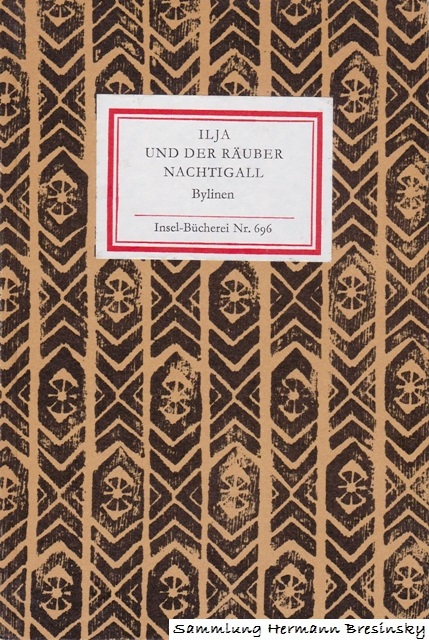 ILJA
UND DER RÄUBER
NACHTIGALL
Bylinen
Insel-Bücherei Nr. 696
Sammlung Hermann Bresinsky